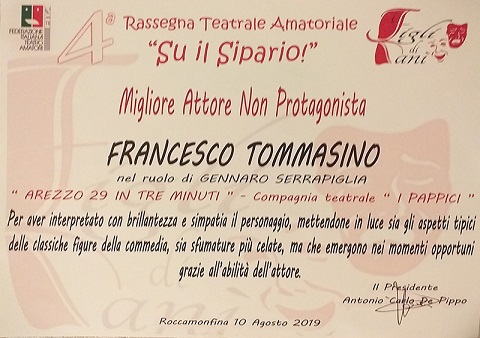 FEDERAZIONE
ITALIANA
TEATRO
AMATORI
4ª Rassegna Teatrale Amatoriale
"Su il Sipario!"
Figli
di
ani
Migliore Attore Non Protagonista
FRANCESCO TOMMASINO
nel ruolo di GENNARO SERRAPIGLIA
" AREZZO 29 IN TRE MINUTI " - Compagnia teatrale " I PAPPICI "
Per aver interpretato con brillantezza e simpatia il personaggio, mettendone in luce sia gli aspetti tipici
delle classiche figure della commedia, sia sfumature più celate, ma che emergono nei momenti opportuni
grazie all'abilità dell'attore.
Il Presidente
Antonio Carlo De Pippo
Roccamonfina 10 Agosto 2019